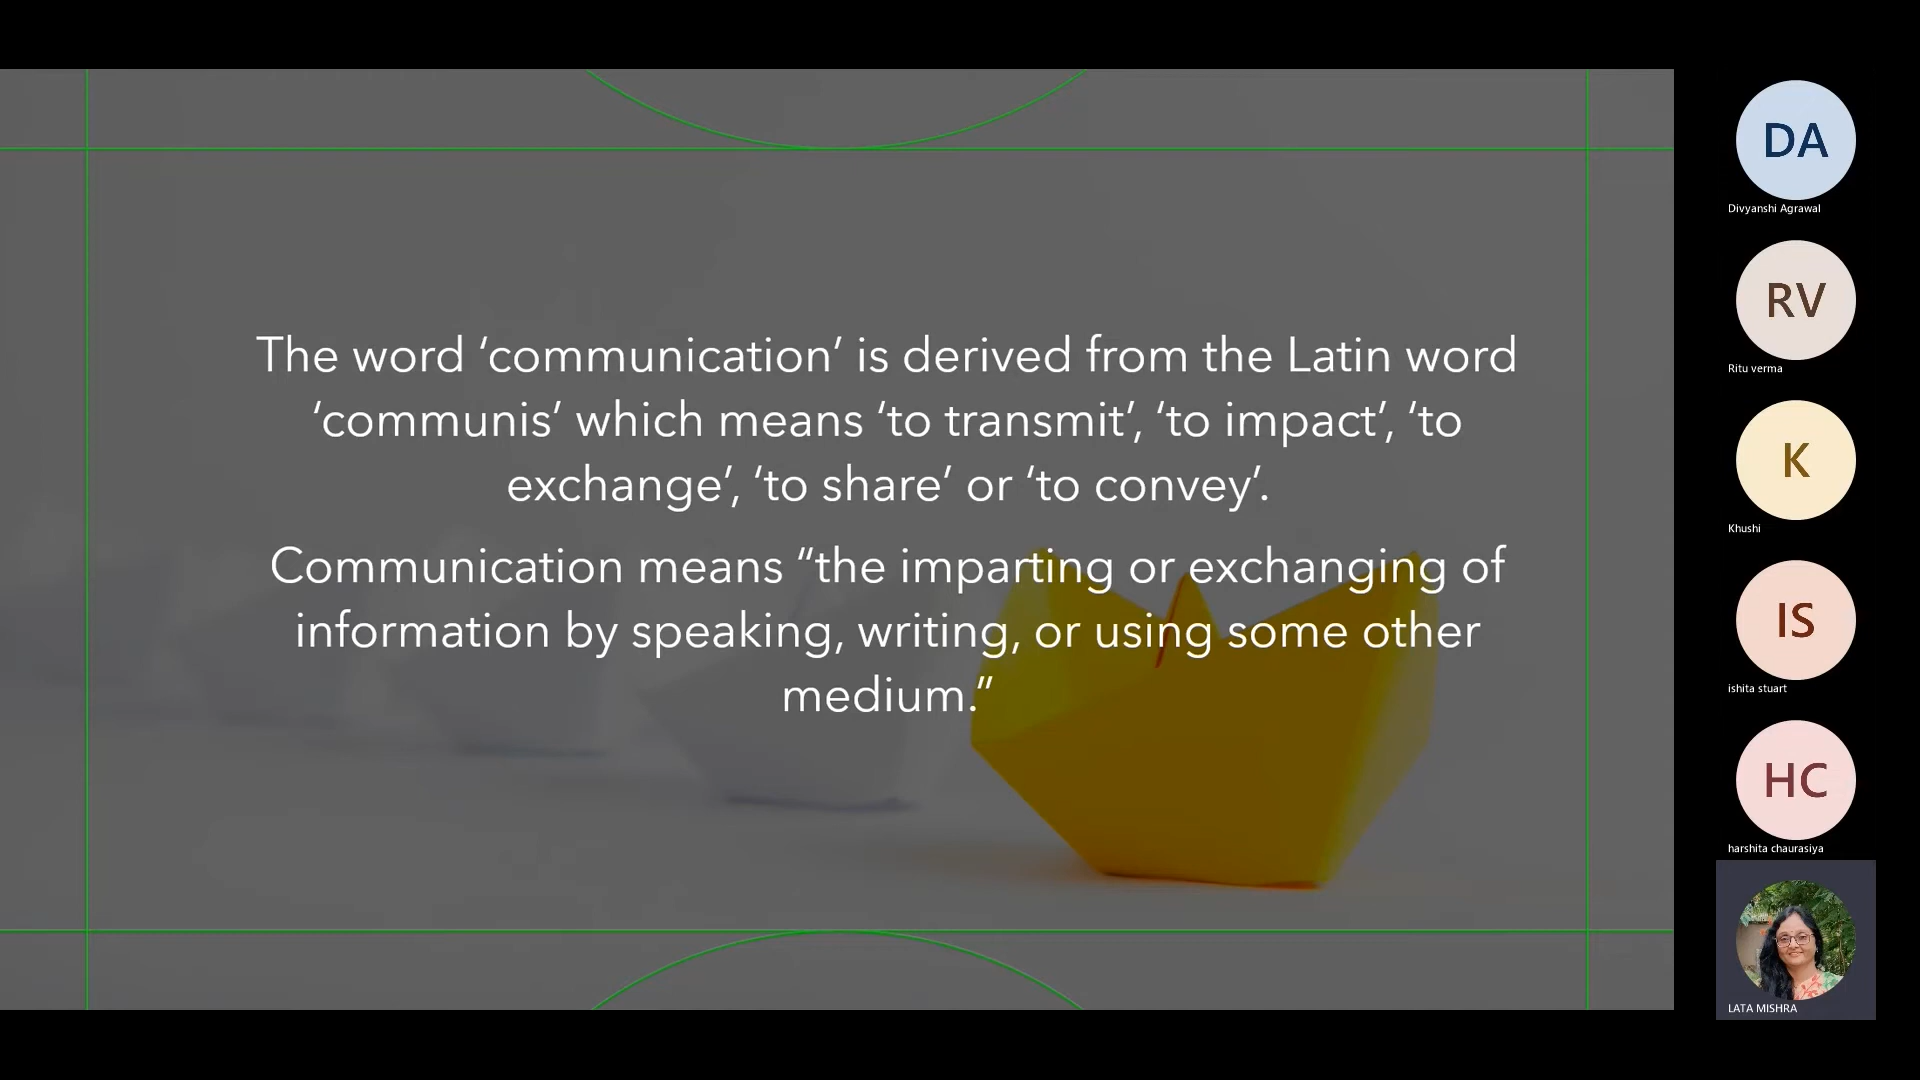 The word ‘communication’ is derived from the Latin word
‘communis’ which means ‘to transmit’, ‘to impact’, ‘to
exchange’, ‘to share’ or ‘to convey’.
Communication means “the imparting or exchanging of
information by speaking, writing, or using some other
medium.”
DA
Divyanshi Agrawal
RV
Ritu verma
K
Khushi
IS
ishita stuart
HC
harshita chaurasiya
LATA MISHRA